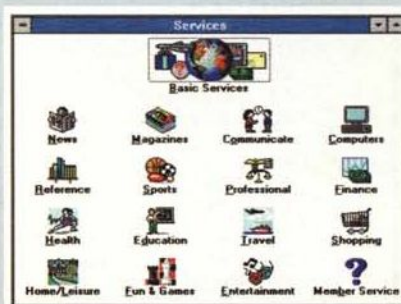 Services
Basic Services
News Magazines Communicate Computers
Reference Sports Professional Finance
Health Education Travel Shopping
Home/Leisure Fun & Games Entertainment Member Service